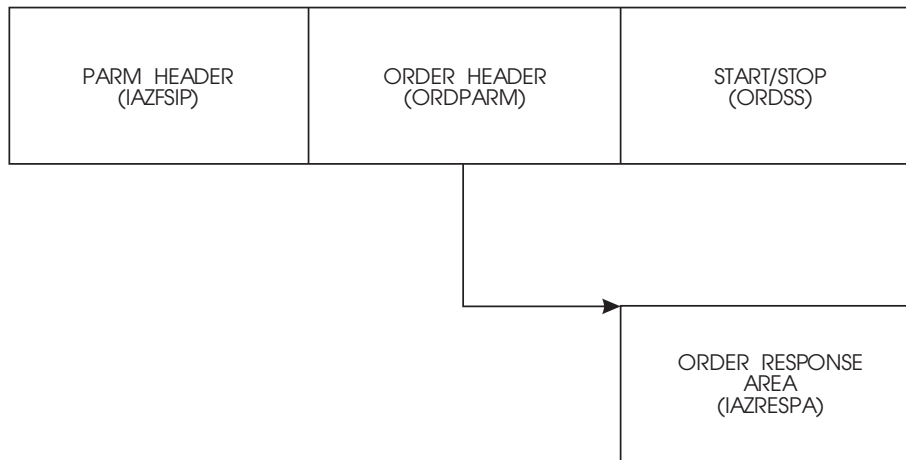 PARM HEADER
(IAZFSIP)
ORDER HEADER
(ORDPARM)
START/STOP
(ORDSS)
ORDER RESPONSE
AREA
(IAZRESPA)